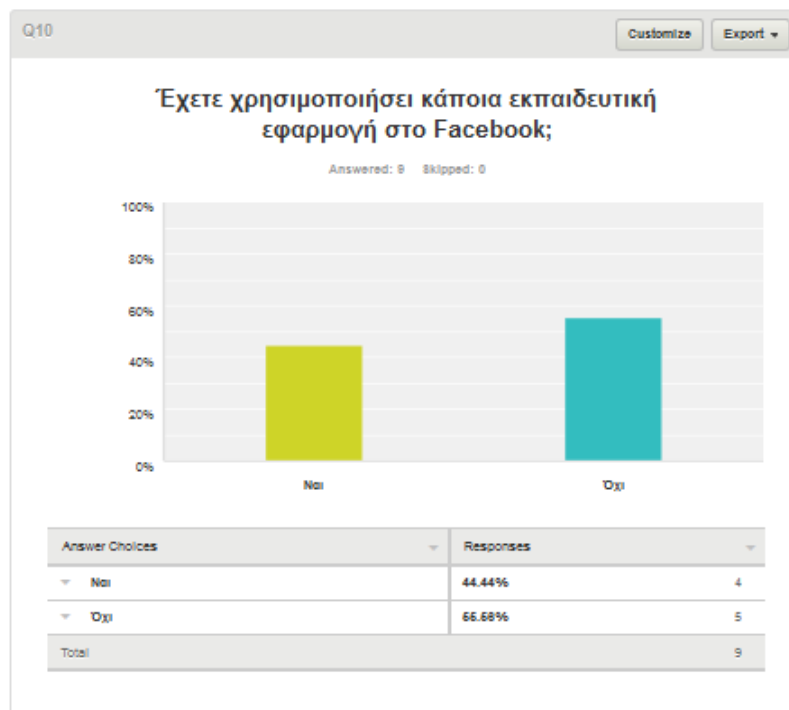 Q10
Customize
Export
Έχετε χρησιμοποιήσει κάποια εκπαιδευτική
εφαρμογή στο Facebook;
Answered: 9 Skipped: 0
100%
80%
60%
40%
20%
0%
Ναι
Όχι
Answer Choices Responses
Ναι 44.44% 4
Όχι 55.56% 5
Total 9